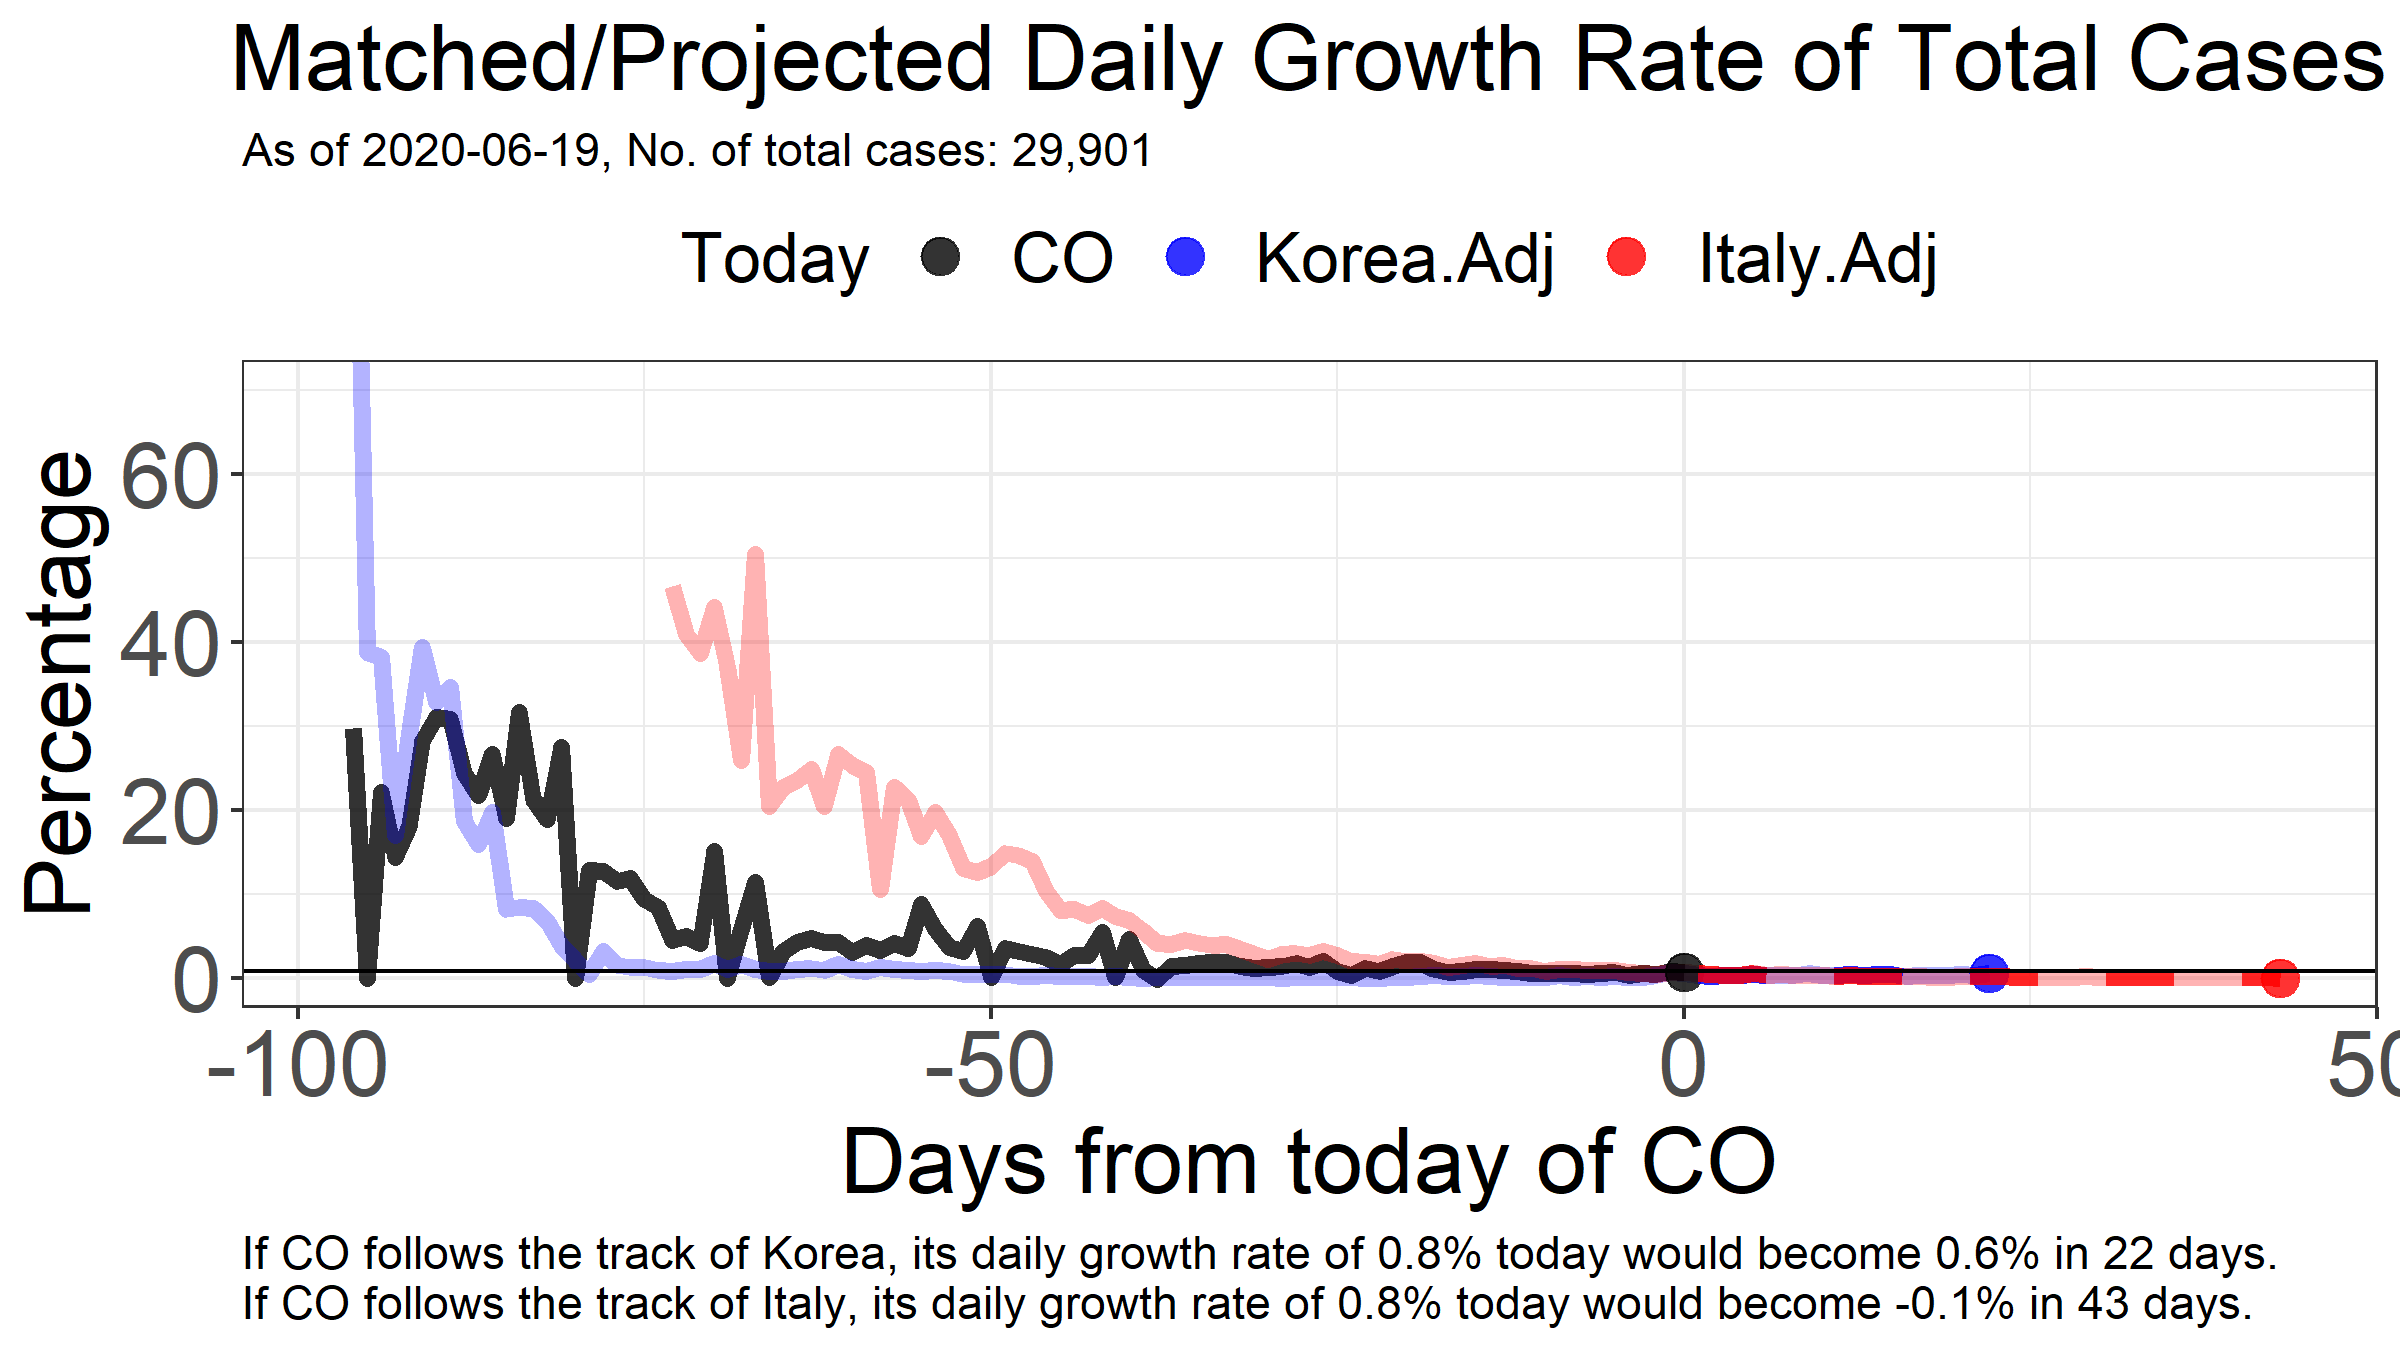 Matched/Projected Daily Growth Rate of Total Cases
As of 2020-06-19, No. of total cases: 29,901
Today CO Korea.Adj Italy.Adj
Percentage
60
40
20
0
-100 -50 0 50
Days from today of CO
If CO follows the track of Korea, its daily growth rate of 0.8% today would become 0.6% in 22 days.
If CO follows the track of Italy, its daily growth rate of 0.8% today would become -0.1% in 43 days.